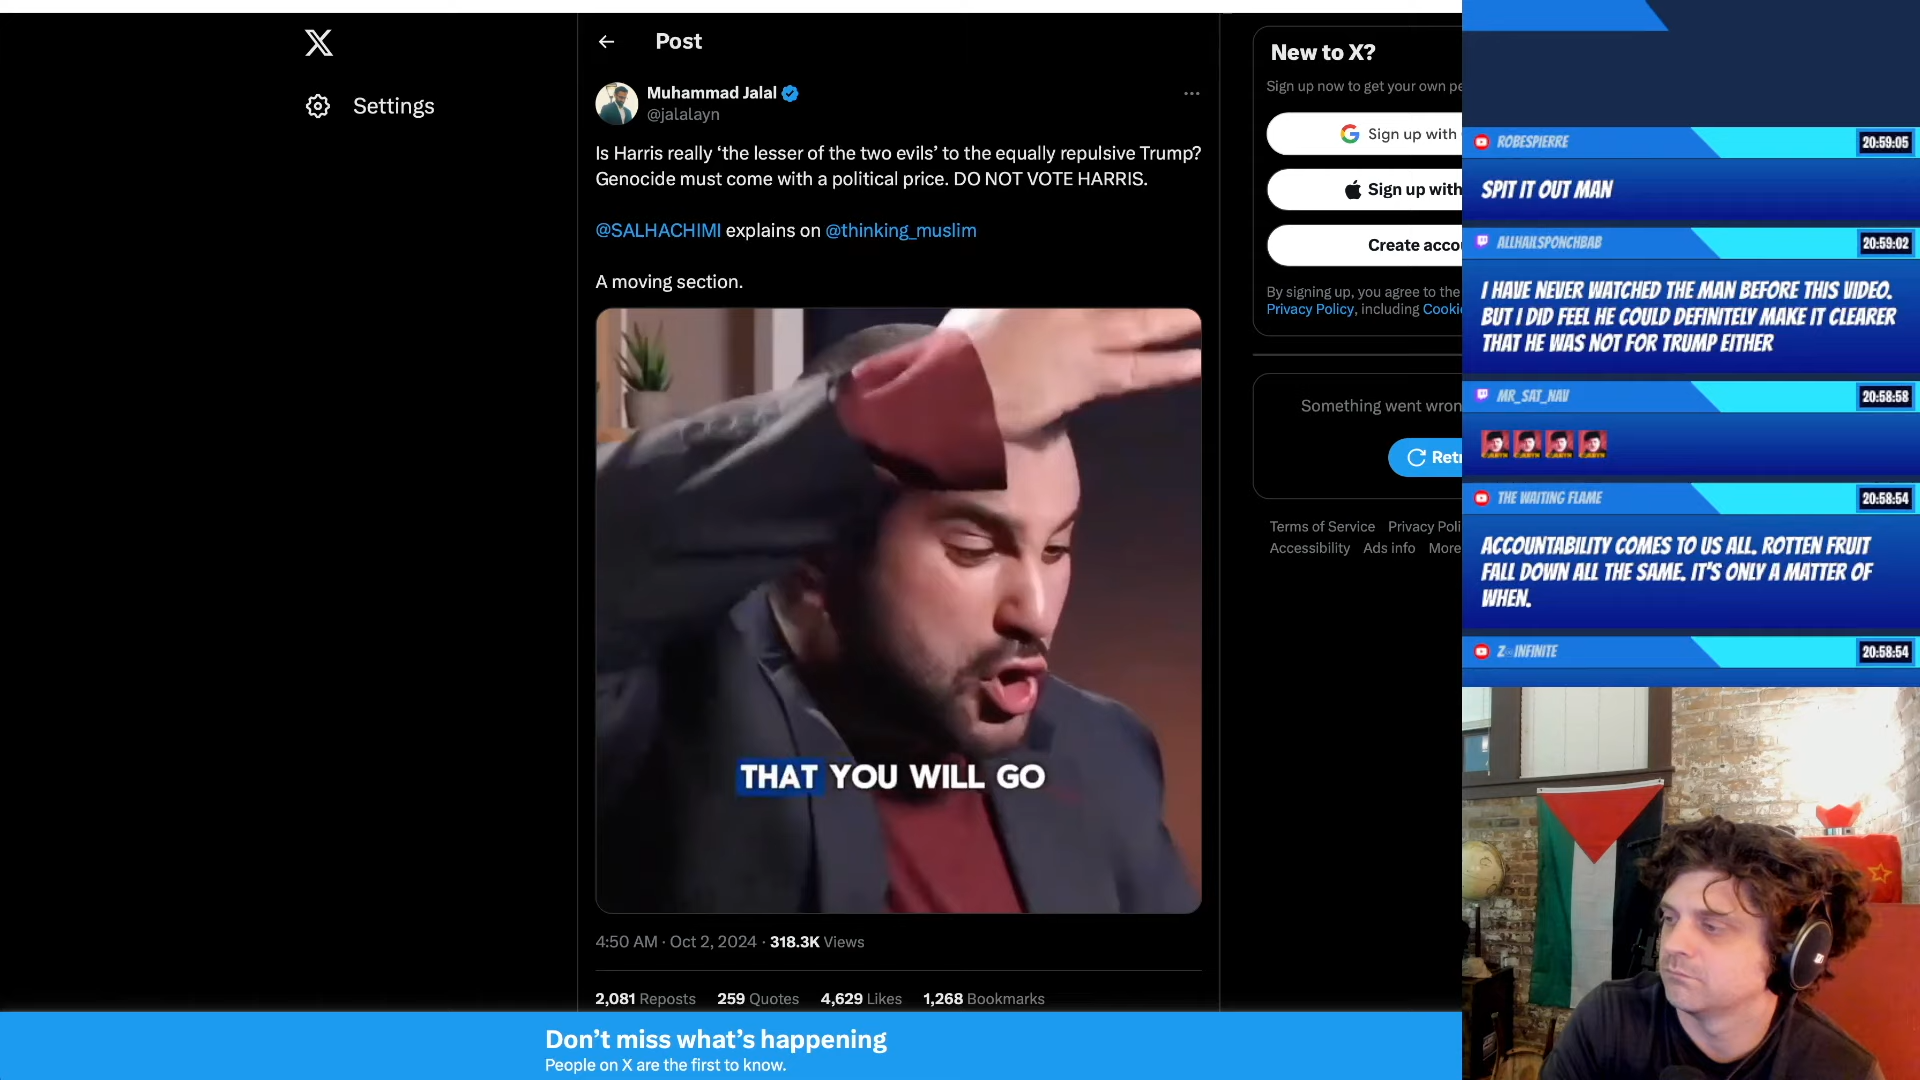 Post
Settings
Muhammad Jalal
@jalalayn
Is Harris really ‘the lesser of the two evils’ to the equally repulsive Trump?
Genocide must come with a political price. DO NOT VOTE HARRIS.
@SALHACHIMI explains on @thinking_muslim
A moving section.
THAT YOU WILL GO
4:50 AM · Oct 2, 2024 · 318.3K Views
2,081 Reposts 259 Quotes 4,629 Likes 1,268 Bookmarks
Don’t miss what’s happening
People on X are the first to know.
New to X?
Sign up now to get your own pe
Sign up with
Sign up with
Create accou
By signing up, you agree to the
Privacy Policy, including Cookie
Something went wron
Retr
Terms of Service Privacy Poli
Accessibility Ads info More
ROBESPIERRE 20:59:05
SPIT IT OUT MAN
ALLHAILSPONCHBAB 20:59:02
I HAVE NEVER WATCHED THE MAN BEFORE THIS VIDEO.
BUT I DID FEEL HE COULD DEFINITELY MAKE IT CLEARER
THAT HE WAS NOT FOR TRUMP EITHER
MR_SAT_NAV 20:58:58
THE WAITING FLAME 20:58:54
ACCOUNTABILITY COMES TO US ALL. ROTTEN FRUIT
FALL DOWN ALL THE SAME. IT'S ONLY A MATTER OF
WHEN.
INFINITE 20:58:54